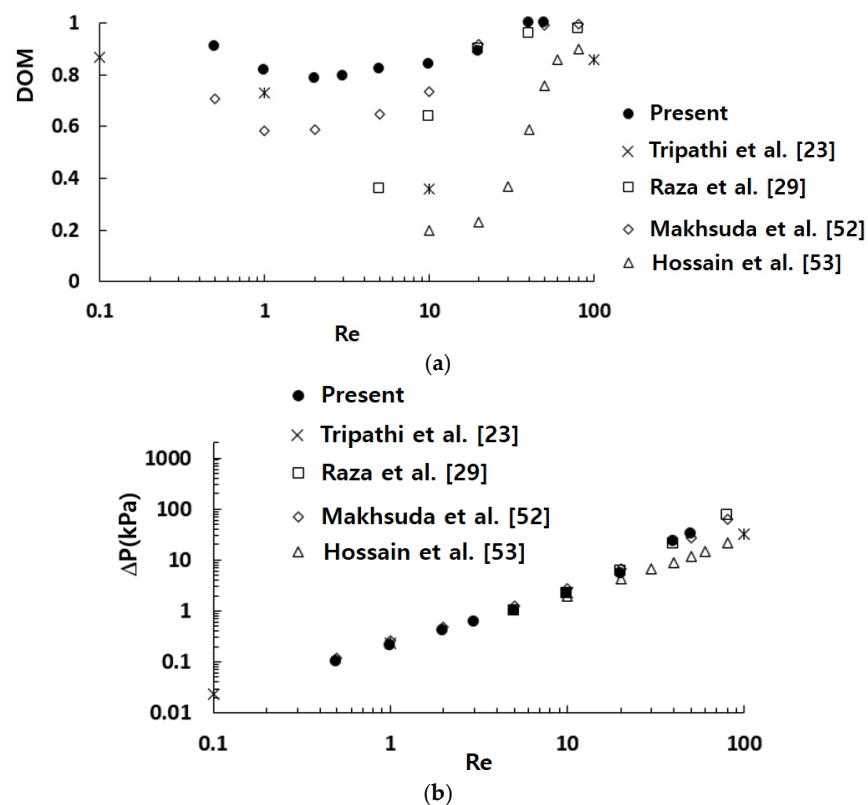 1
0.8
0.6
0.4
0.2
0
DOM
0.1
1
10
100
Re
Present
Tripathi et al. [23]
Raza et al. [29]
Makhsuda et al. [52]
Hossain et al. [53]
(a)
Present
Tripathi et al. [23]
Raza et al. [29]
Makhsuda et al. [52]
Hossain et al. [53]
1000
100
10
1
0.1
0.01
ΔP(kPa)
0.1
1
10
100
Re
(b)